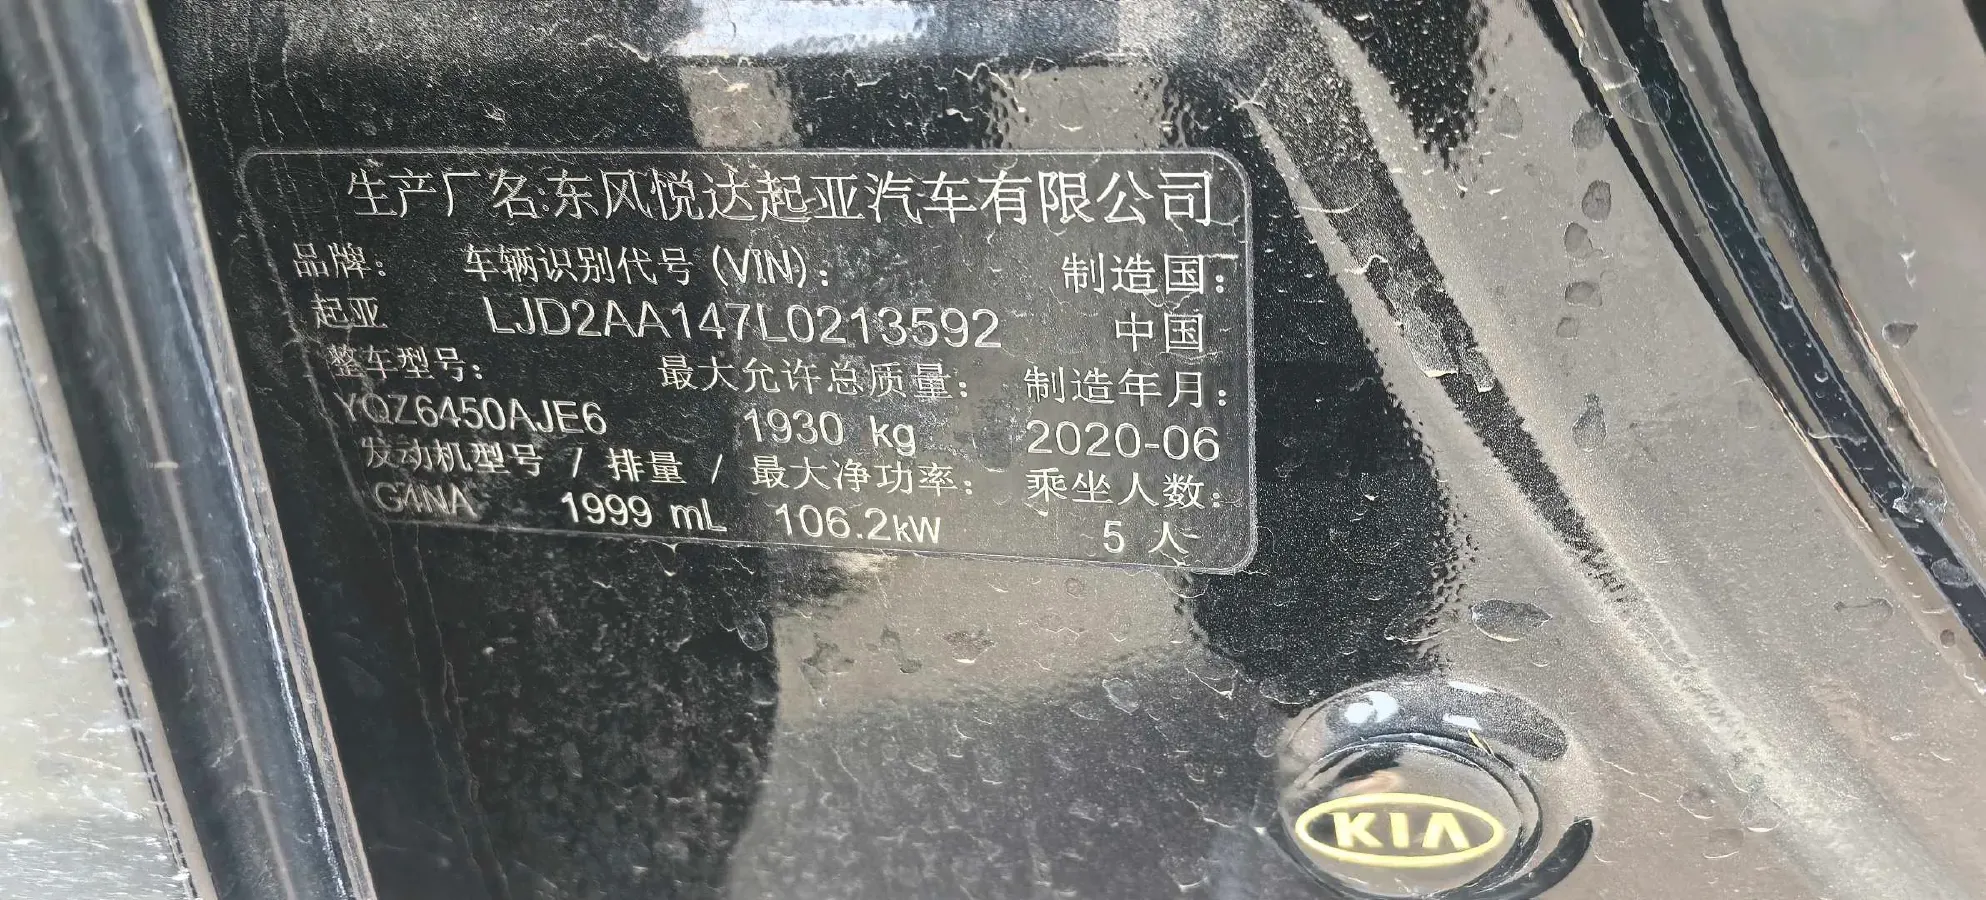 生产厂名:东风悦达起亚汽车有限公司
品牌: 车辆识别代号 (VIN): 制造国:
起亚 LJD2AA147L0213592 中国
整车型号: 最大允许总质量: 制造年月:
YQZ6450AJE6 1930 kg 2020-06
发动机型号 / 排量 / 最大净功率: 乘坐人数:
G4NA 1999 mL 106.2kW 5 人
KIA